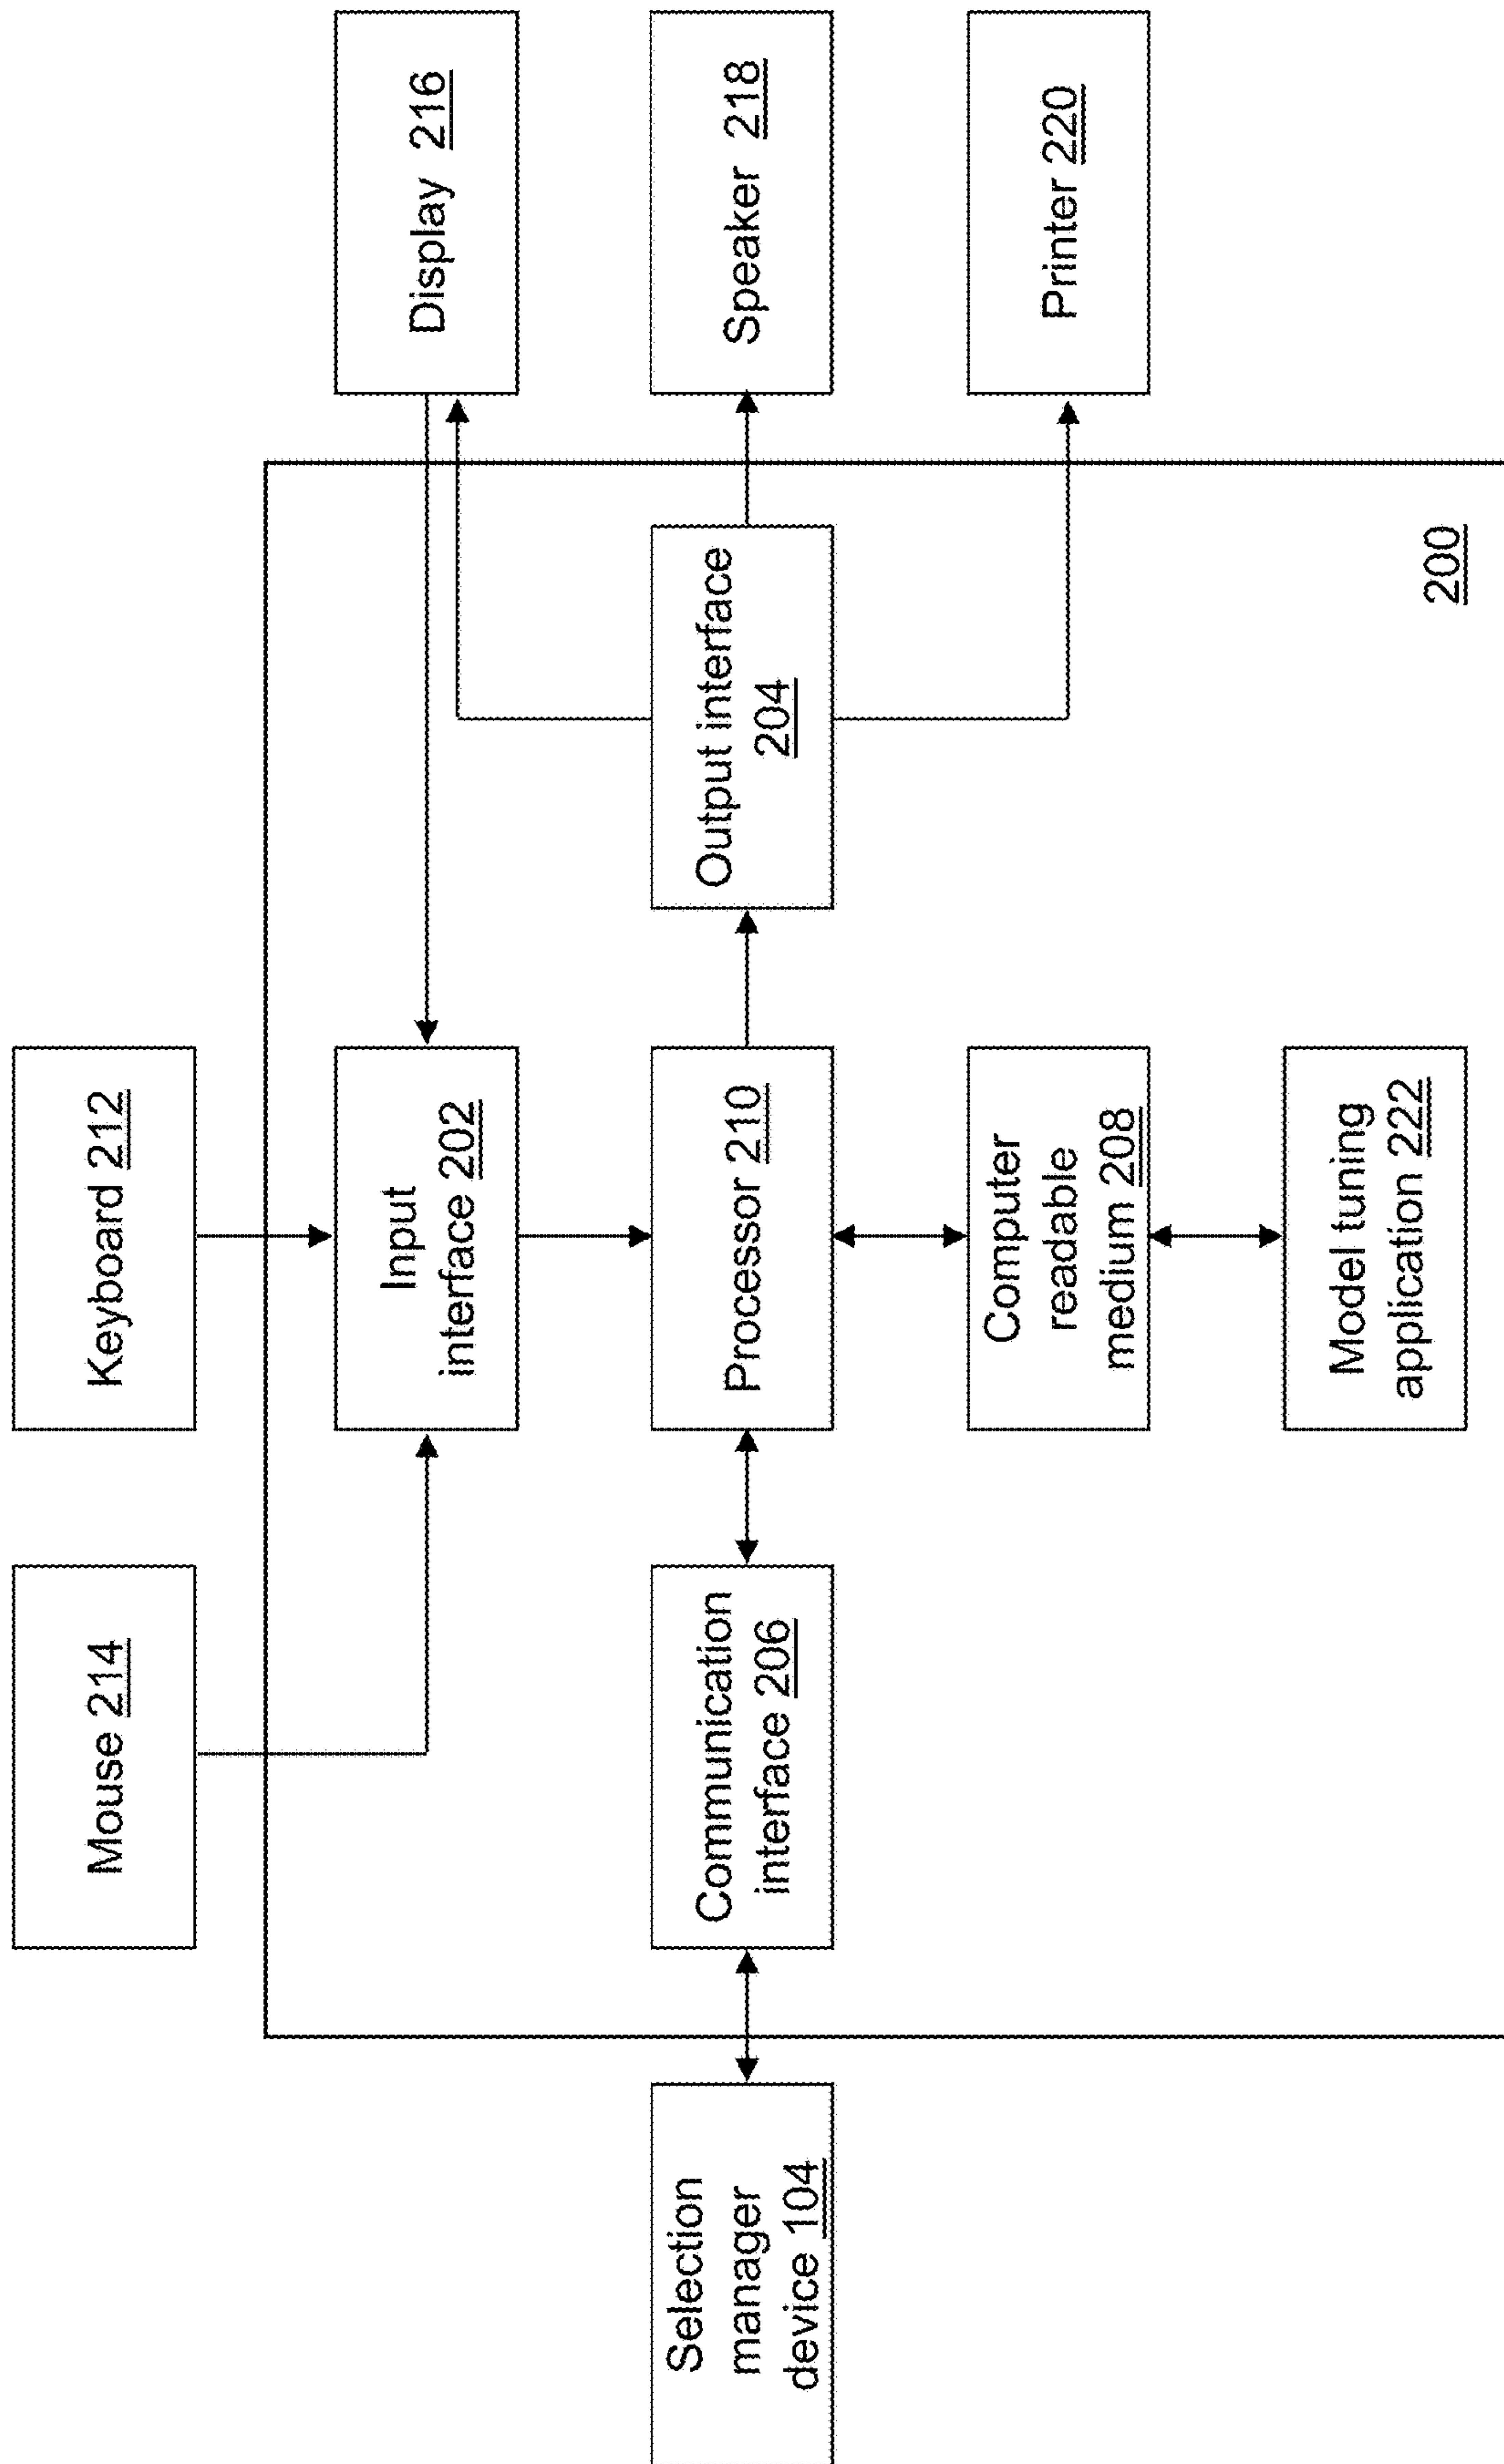 Mouse 214
Keyboard 212
Input
interface 202
Display 216
Selection
manager
device 104
Communication
interface 206
Processor 210
Output interface
204
Speaker 218
Computer
readable
medium 208
Printer 220
Model tuning
application 222
200